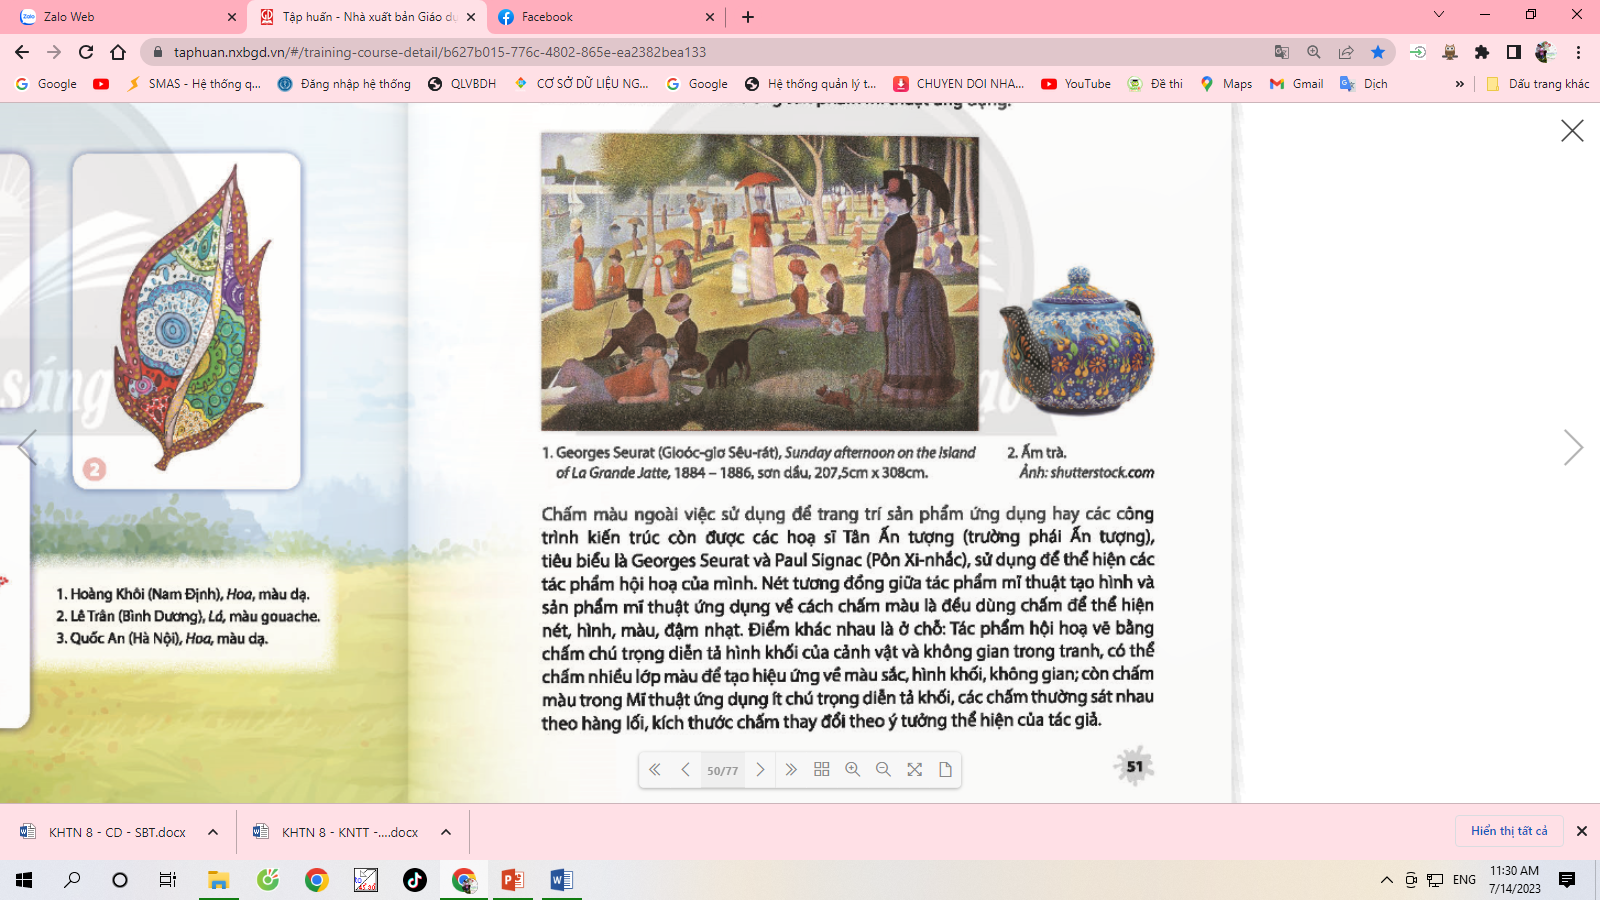 Zalo Web
Tập huấn - Nhà xuất bản Giáo dụ
Facebook
taphuan.nxbgd.vn/#/training-course-detail/b627b015-776c-4802-865e-ea2382bea133
Google
SMAS - Hệ thống q...
Đăng nhập hệ thống
QLVBDH
CƠ SỞ DỮ LIỆU NG...
Google
Hệ thống quản lý t...
CHUYEN DOI NHA...
YouTube
Đề thi
Maps
Gmail
Dịch
»
Dấu trang khác
phẩm mĩ thuật ứng dụng.
sáng
2
1. Hoàng Khôi (Nam Định), Hoa, màu dạ.
2. Lê Trân (Bình Dương), Lá, màu gouache.
3. Quốc An (Hà Nội), Hoa, màu dạ.
1. Georges Seurat (Gioóc-giơ Sêu-rát), Sunday afternoon on the Island
of La Grande Jatte, 1884 – 1886, sơn dầu, 207,5cm x 308cm.
2. Ấm trà.
Ảnh: shutterstock.com
Chấm màu ngoài việc sử dụng để trang trí sản phẩm ứng dụng hay các công
trình kiến trúc còn được các hoạ sĩ Tân Ấn tượng (trường phái Ấn tượng),
tiêu biểu là Georges Seurat và Paul Signac (Pôn Xi-nhắc), sử dụng để thể hiện các
tác phẩm hội hoạ của mình. Nét tương đồng giữa tác phẩm mĩ thuật tạo hình và
sản phẩm mĩ thuật ứng dụng về cách chấm màu là đều dùng chấm để thể hiện
nét, hình, màu, đậm nhạt. Điểm khác nhau là ở chỗ: Tác phẩm hội hoạ vẽ bằng
chấm chú trọng diễn tả hình khối của cảnh vật và không gian trong tranh, có thể
chấm nhiều lớp màu để tạo hiệu ứng về màu sắc, hình khối, không gian; còn chấm
màu trong Mĩ thuật ứng dụng ít chú trọng diễn tả khối, các chấm thường sát nhau
theo hàng lối, kích thước chấm thay đổi theo ý tưởng thể hiện của tác giả.
50/77
51
KHTN 8 - CD - SBT.docx
KHTN 8 - KNTT -....docx
Hiển thị tất cả
ENG
11:30 AM
7/14/2023